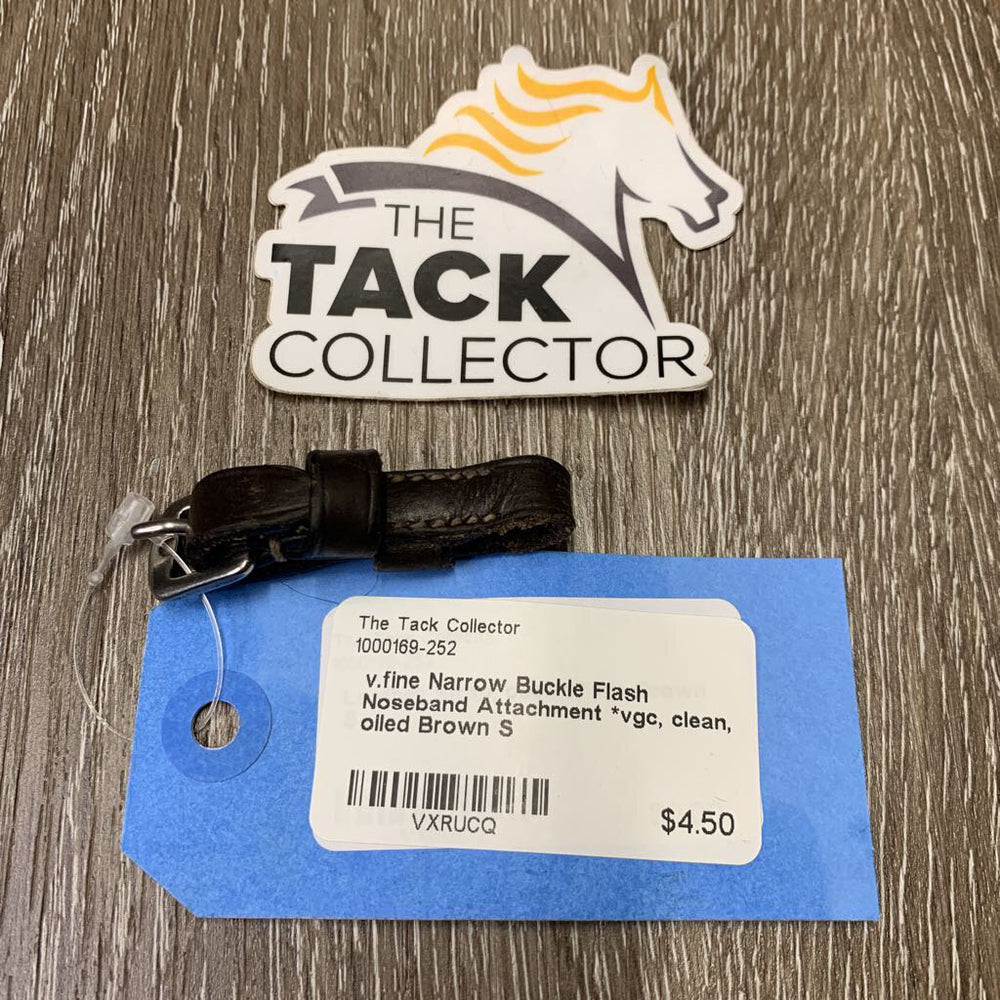 THE
TACK
COLLECTOR
The Tack Collector
1000169-252
v.fine Narrow Buckle Flash
Noseband Attachment *vgc, clean,
oiled Brown S
VXRUCQ
$4.50